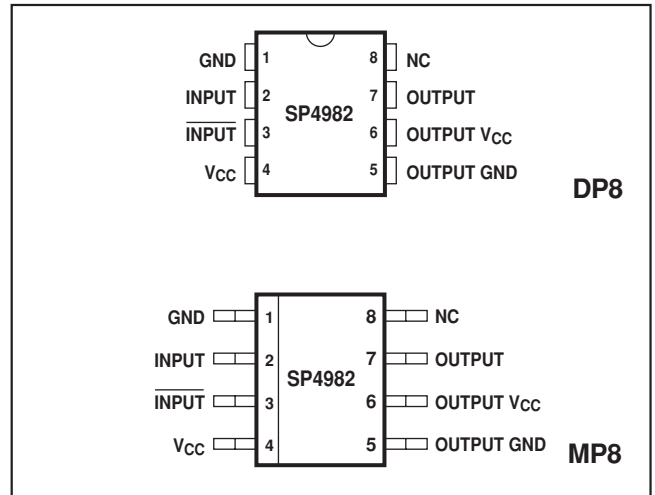 GND 1 8 NC
INPUT 2 7 OUTPUT
SP4982
INPUT 3 6 OUTPUT VCC
VCC 4 5 OUTPUT GND
DP8
GND 1 8 NC
INPUT 2 7 OUTPUT
SP4982
INPUT 3 6 OUTPUT VCC
VCC 4 5 OUTPUT GND
MP8